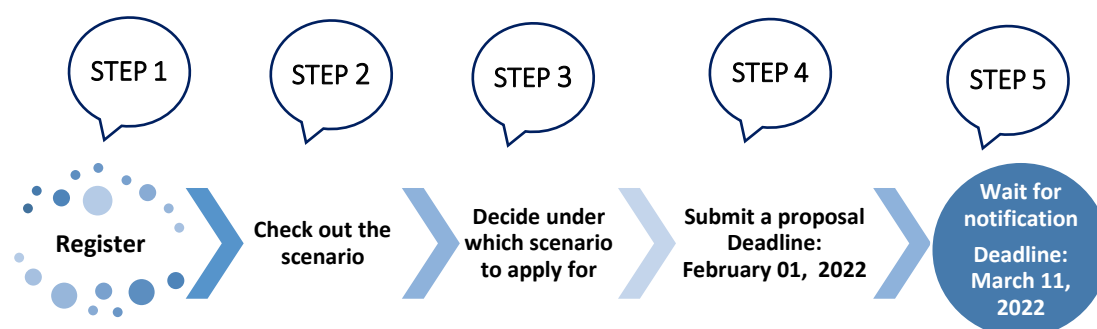 STEP 1
STEP 2
STEP 3
STEP 4
STEP 5
Register
Check out the
scenario
Decide under
which scenario
to apply for
Submit a proposal
Deadline:
February 01, 2022
Wait for
notification
Deadline:
March 11,
2022